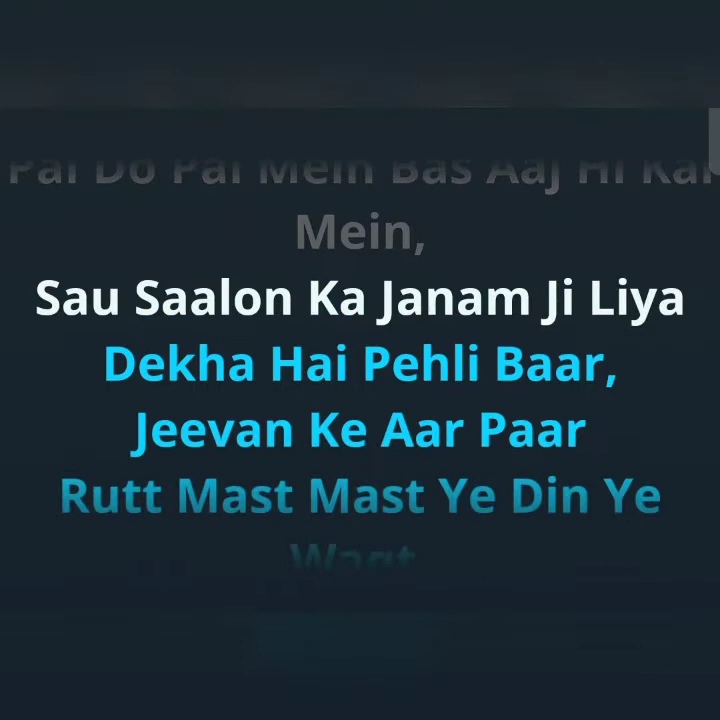 Pal Do Pal Mein Bas Aaj Hi Kal
Mein,
Sau Saalon Ka Janam Ji Liya
Dekha Hai Pehli Baar,
Jeevan Ke Aar Paar
Rutt Mast Mast Ye Din Ye
Waqt